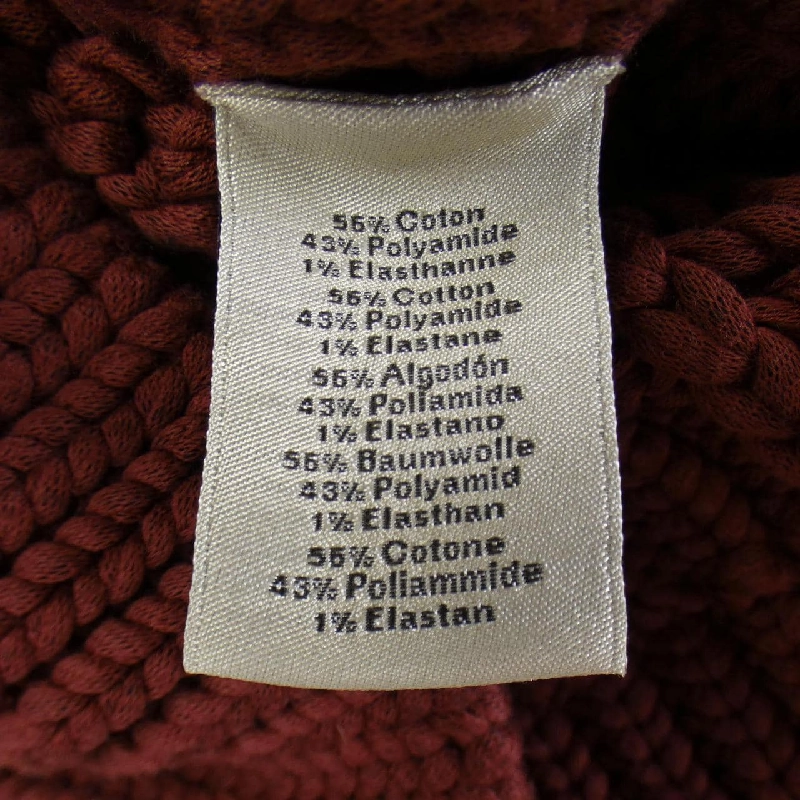 56% Coton
43% Polyamide
1% Elasthanne
56% Cotton
43% Polyamide
1% Elastane
56% Algodón
43% Poliamida
1% Elastano
56% Baumwolle
43% Polyamid
1% Elasthan
56% Cotone
43% Poliammide
1% Elastan